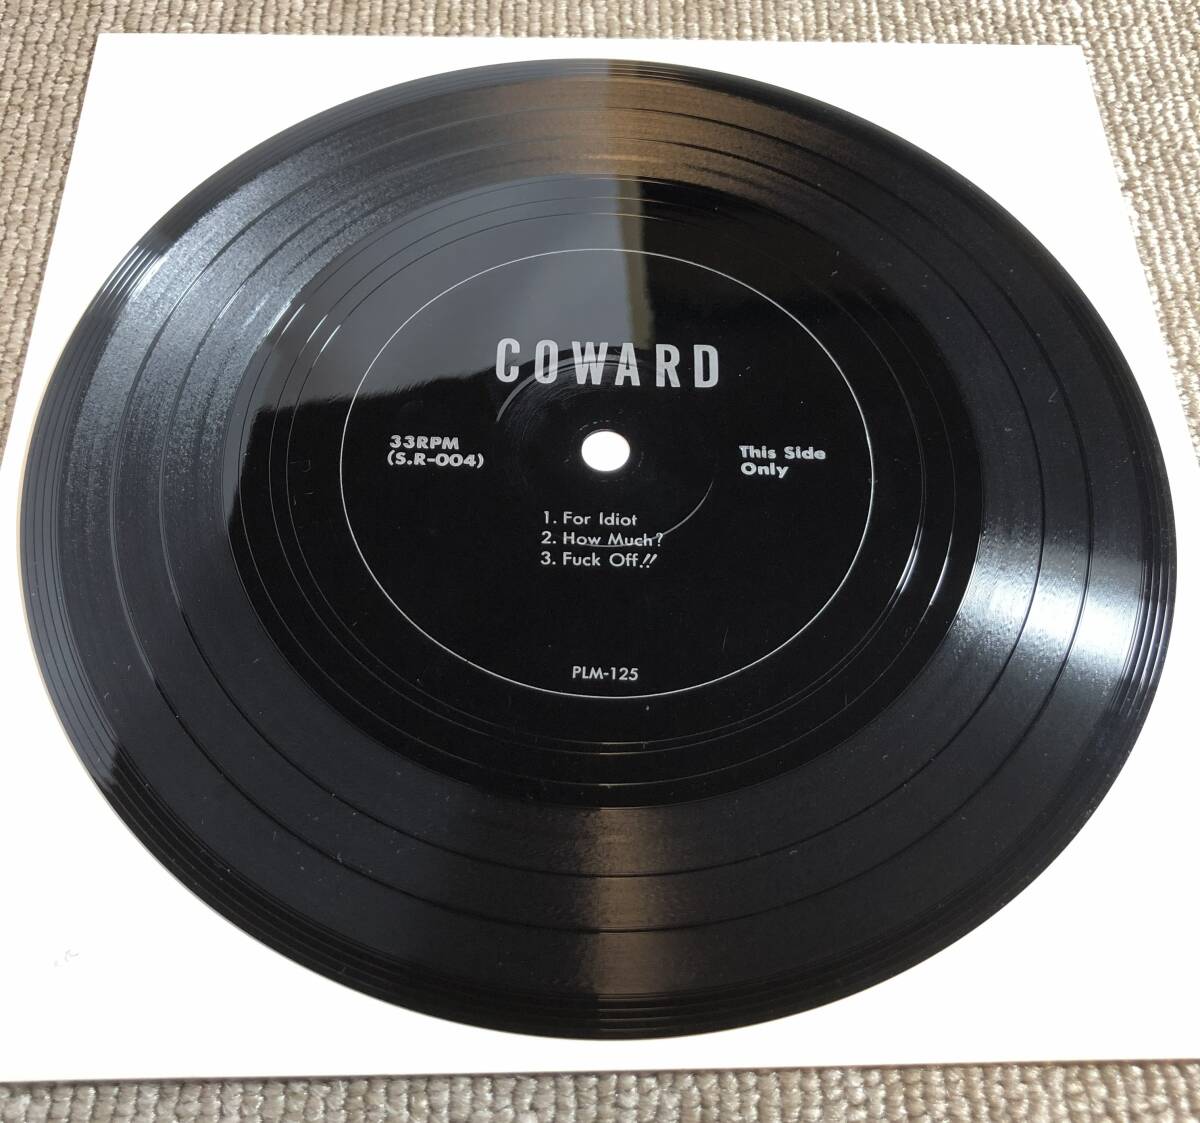 COWARD
33RPM
(S.R-004)
This Side
Only
1. For Idiot
2. How Much?
3. Fuck Off!!
PLM-125